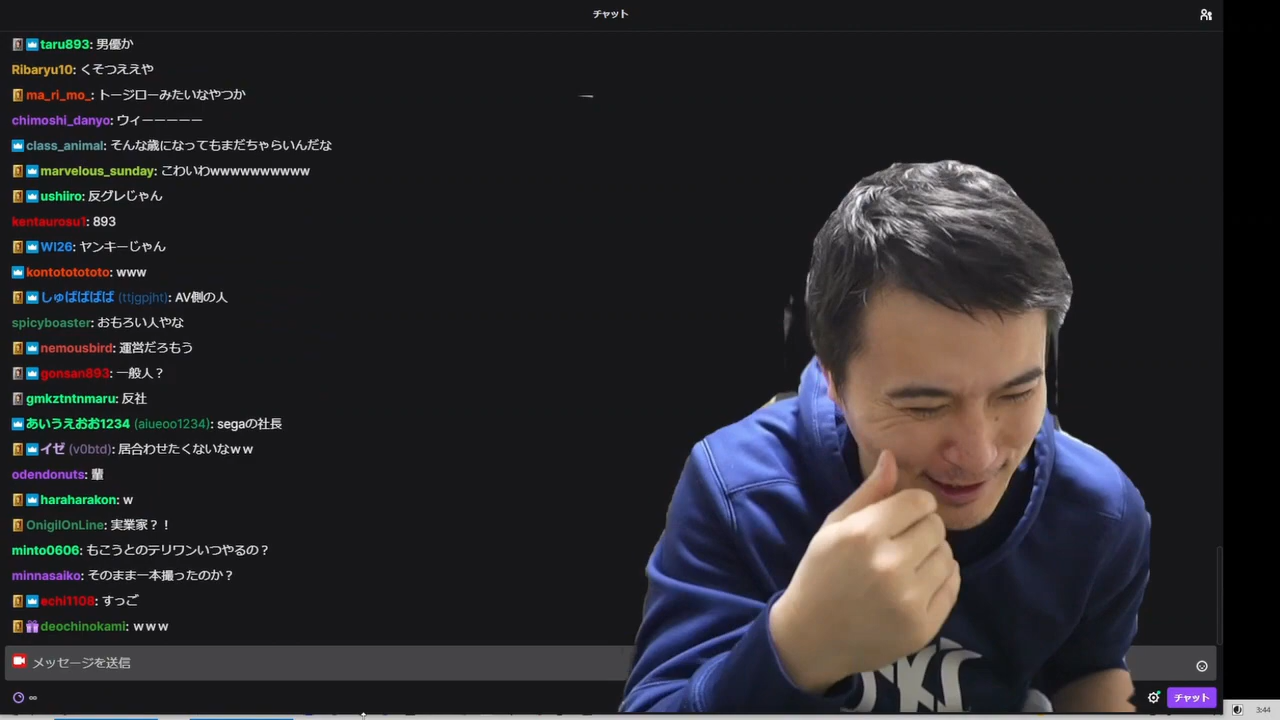 チャット
taru893: 男優か
Ribaryu10: くそつええや
ma_ri_mo_: トージローみたいなやつか
chimoshi_danyo: ウィーーーーー
class_animal: そんな歳になってもまだちゃらいんだな
marvelous_sunday: こわいわwwwwwwwwww
ushiiro: 反グレじゃん
kentaurosu1: 893
WI26: ヤンキーじゃん
kontototototo: www
しゅばばばば (ttjgpjht): AV側の人
spicyboaster: おもろい人やな
nemousbird: 運営だろもう
gonsan893: 一般人？
gmkztntnmaru: 反社
あいうえおお1234 (aiueoo1234): segaの社長
イゼ (v0btd): 居合わせたくないなｗｗ
odendonuts: 輩
haraharakon: w
OnigilOnLine: 実業家？！
minto0606: もこうとのテリワンいつやるの？
minnasaiko: そのまま一本撮ったのか？
echi1108: すっご
deochinokami: ｗｗｗ
メッセージを送信
∞
チャット
3:44